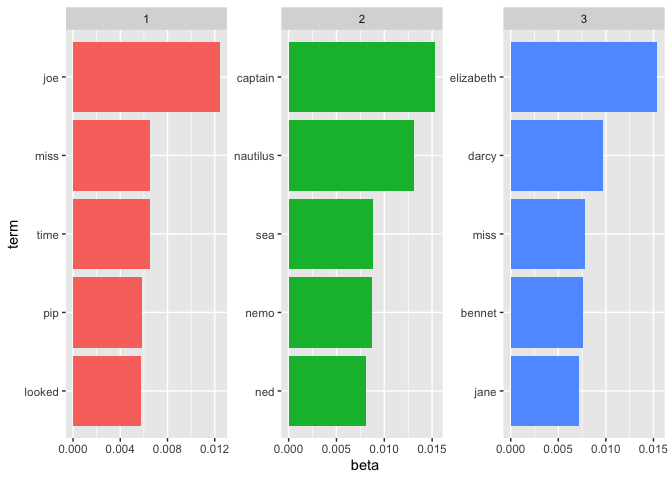 1
2
3
term
joe
miss
time
pip
looked
0.000
0.004
0.008
0.012
captain
nautilus
sea
nemo
ned
0.000
0.005
0.010
0.015
elizabeth
darcy
miss
bennet
jane
0.000
0.005
0.010
0.015
beta